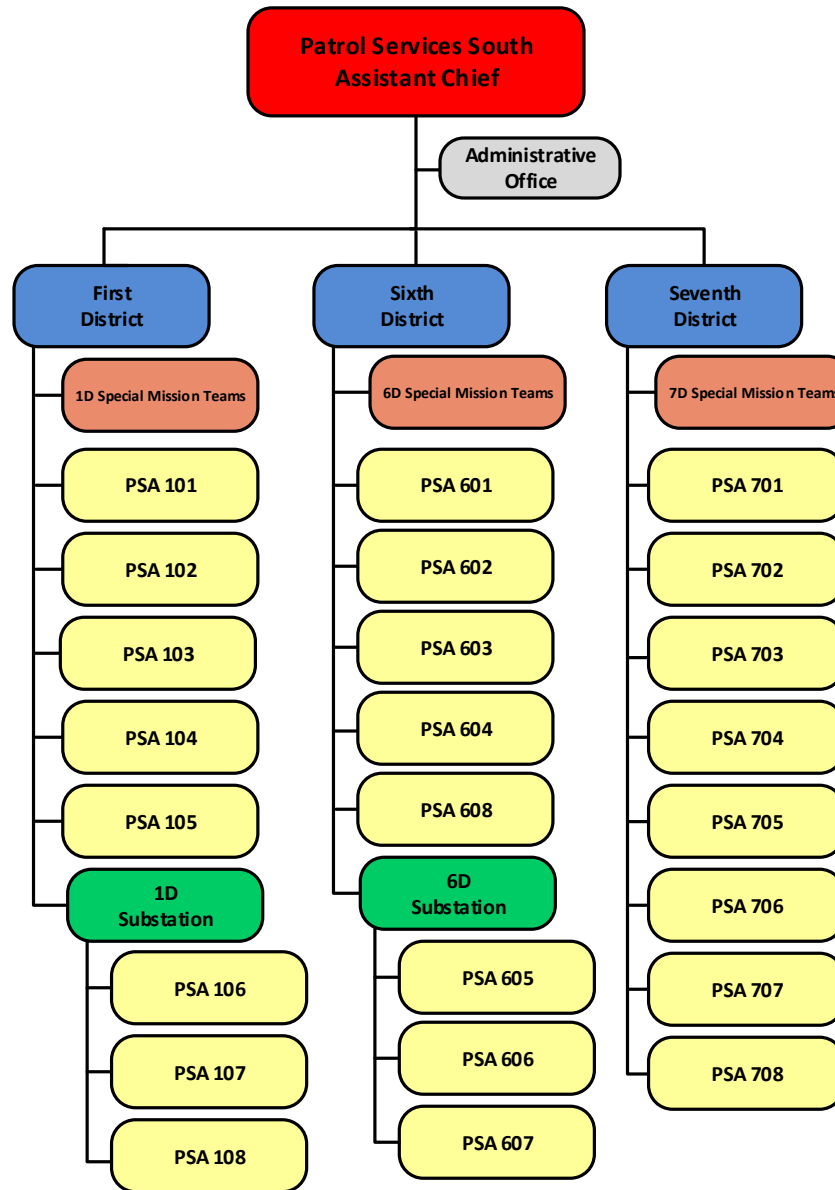 Patrol Services South
Assistant Chief
Administrative
Office
First
District
1D Special Mission Teams
PSA 101
PSA 102
PSA 103
PSA 104
PSA 105
1D
Substation
PSA 106
PSA 107
PSA 108
Sixth
District
6D Special Mission Teams
PSA 601
PSA 602
PSA 603
PSA 604
PSA 608
6D
Substation
PSA 605
PSA 606
PSA 607
Seventh
District
7D Special Mission Teams
PSA 701
PSA 702
PSA 703
PSA 704
PSA 705
PSA 706
PSA 707
PSA 708